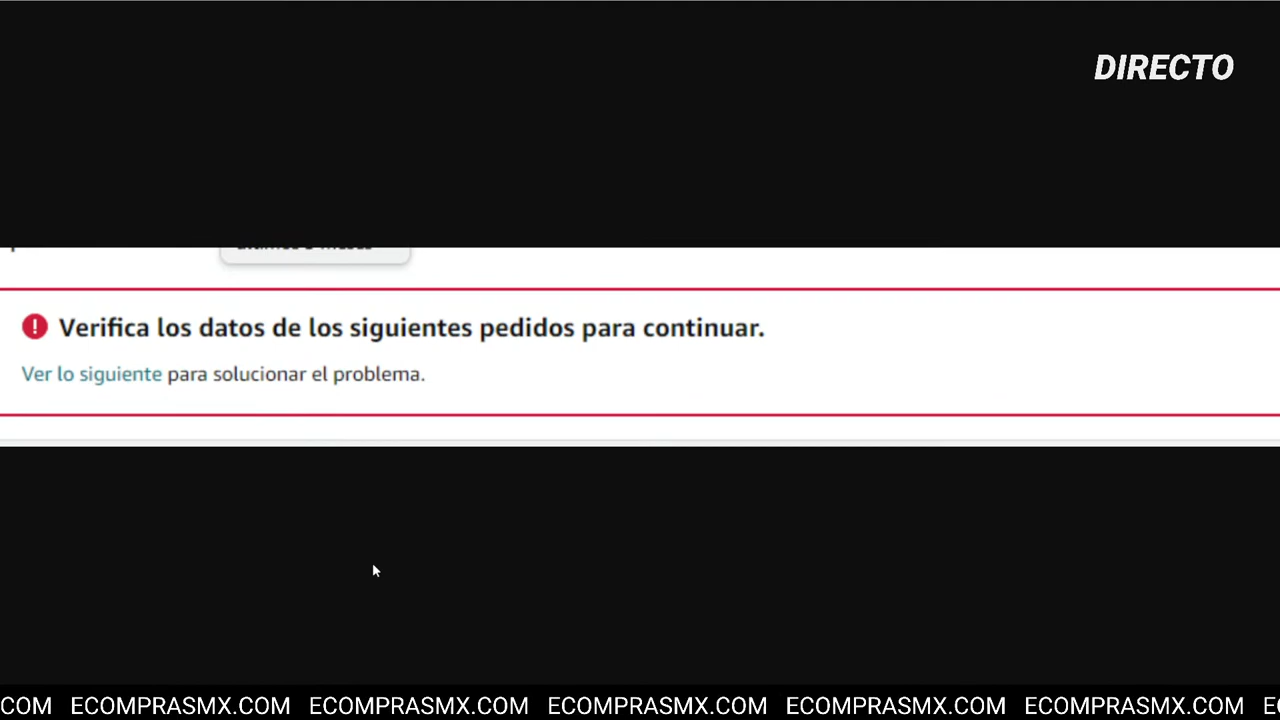 DIRECTO
Verifica los datos de los siguientes pedidos para continuar.
Ver lo siguiente para solucionar el problema.
COM ECOMPRASMX.COM ECOMPRASMX.COM ECOMPRASMX.COM ECOMPRASMX.COM ECOMPRASMX.COM E